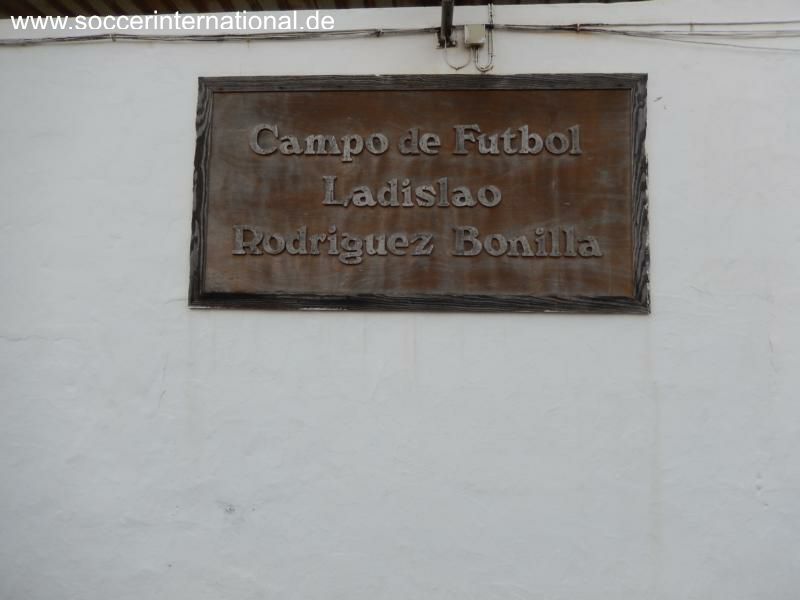 www.soccerinternational.de
Campo de Futbol
Ladislao
Rodriguez Bonilla